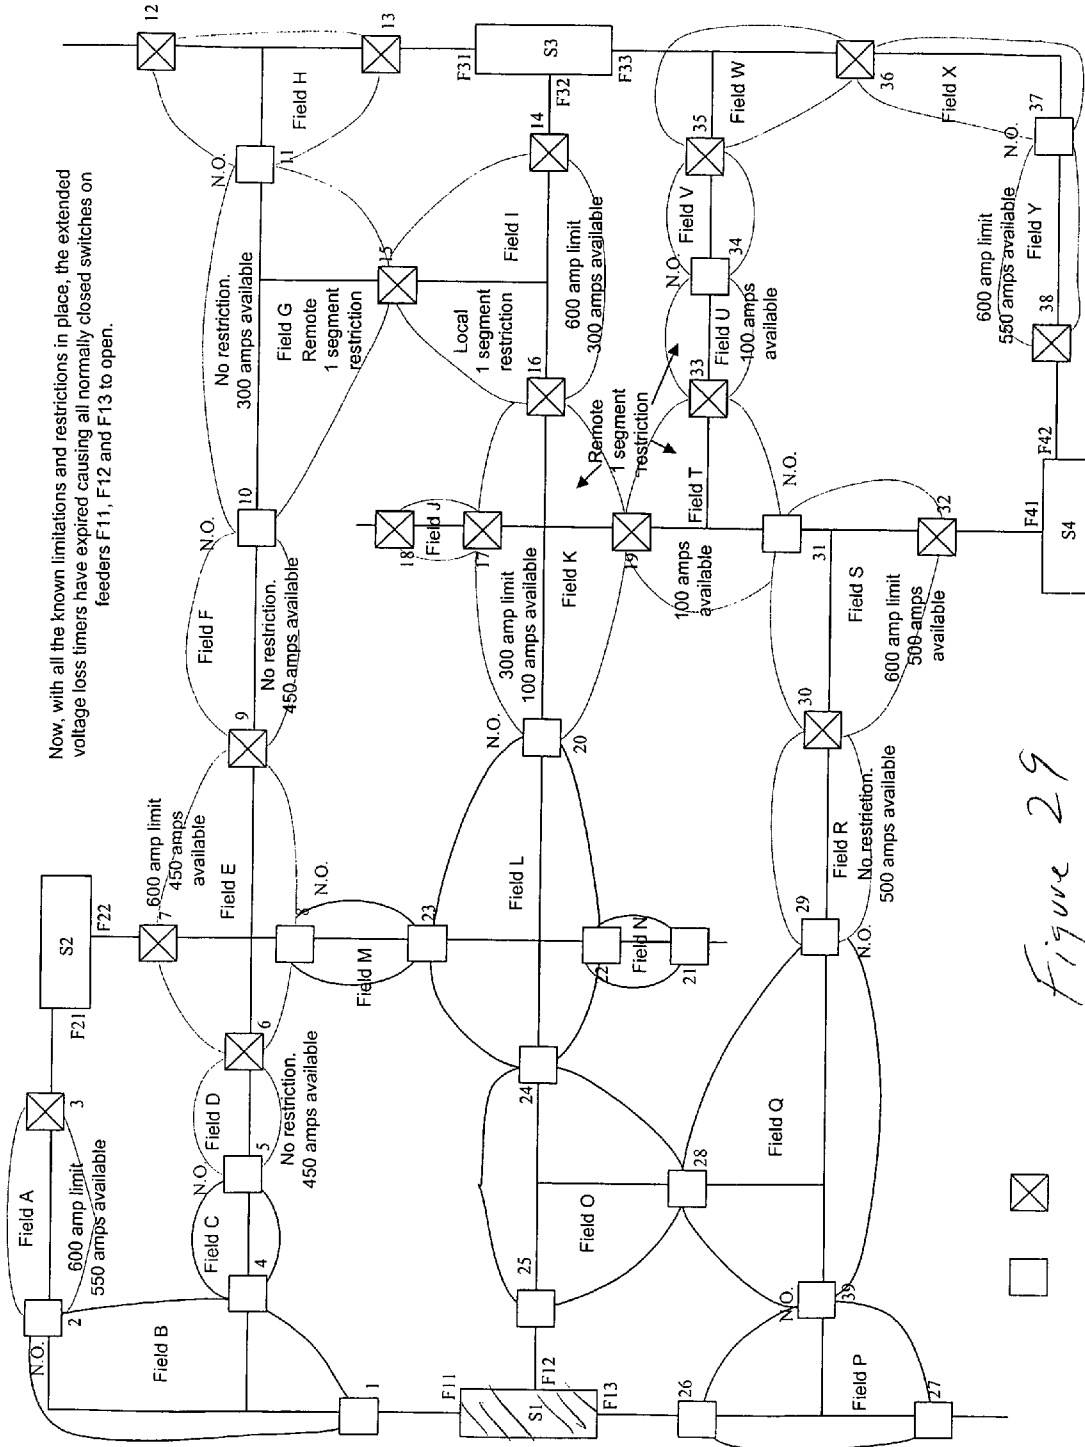 Now, with all the known limitations and restrictions in place, the extended
voltage loss timers have expired causing all normally closed switches on
feeders F11, F12 and F13 to open.
12
13
F31
S3
F32
F33
Field H
N.O.
11
14
Field W
36
Field X
35
37
N.O.
No restriction.
300 amps available
Field G
Remote
1 segment
restriction
15
Field I
Local
1 segment
restriction
600 amp limit
300 amps available
16
Field V
N.O.
34
Field U
100 amps
available
33
600 amp limit
550 amps available
Field Y
38
F42
F41
S4
N.O.
10
Field F
No restriction.
450 amps available
9
18
Field J
17
Remote
1 segment
restriction
Field K
300 amp limit
100 amps available
19
Field T
100 amps
available
N.O.
31
32
Field S
600 amp limit
500 amps
available
N.O.
20
30
600 amp limit
450 amps
available
7
Field E
N.O.
8
23
Field L
Field R
No restriction.
500 amps available
29
N.O.
S2
F22
F21
Field M
22
Field N
21
6
Field D
No restriction.
450 amps available
5
N.O.
24
3
Field A
600 amp limit
550 amps available
Field C
4
28
Field Q
Field O
25
2
N.O.
Field B
1
F11
S1
F12
F13
26
N.O.
39
Field P
27
Figure 29